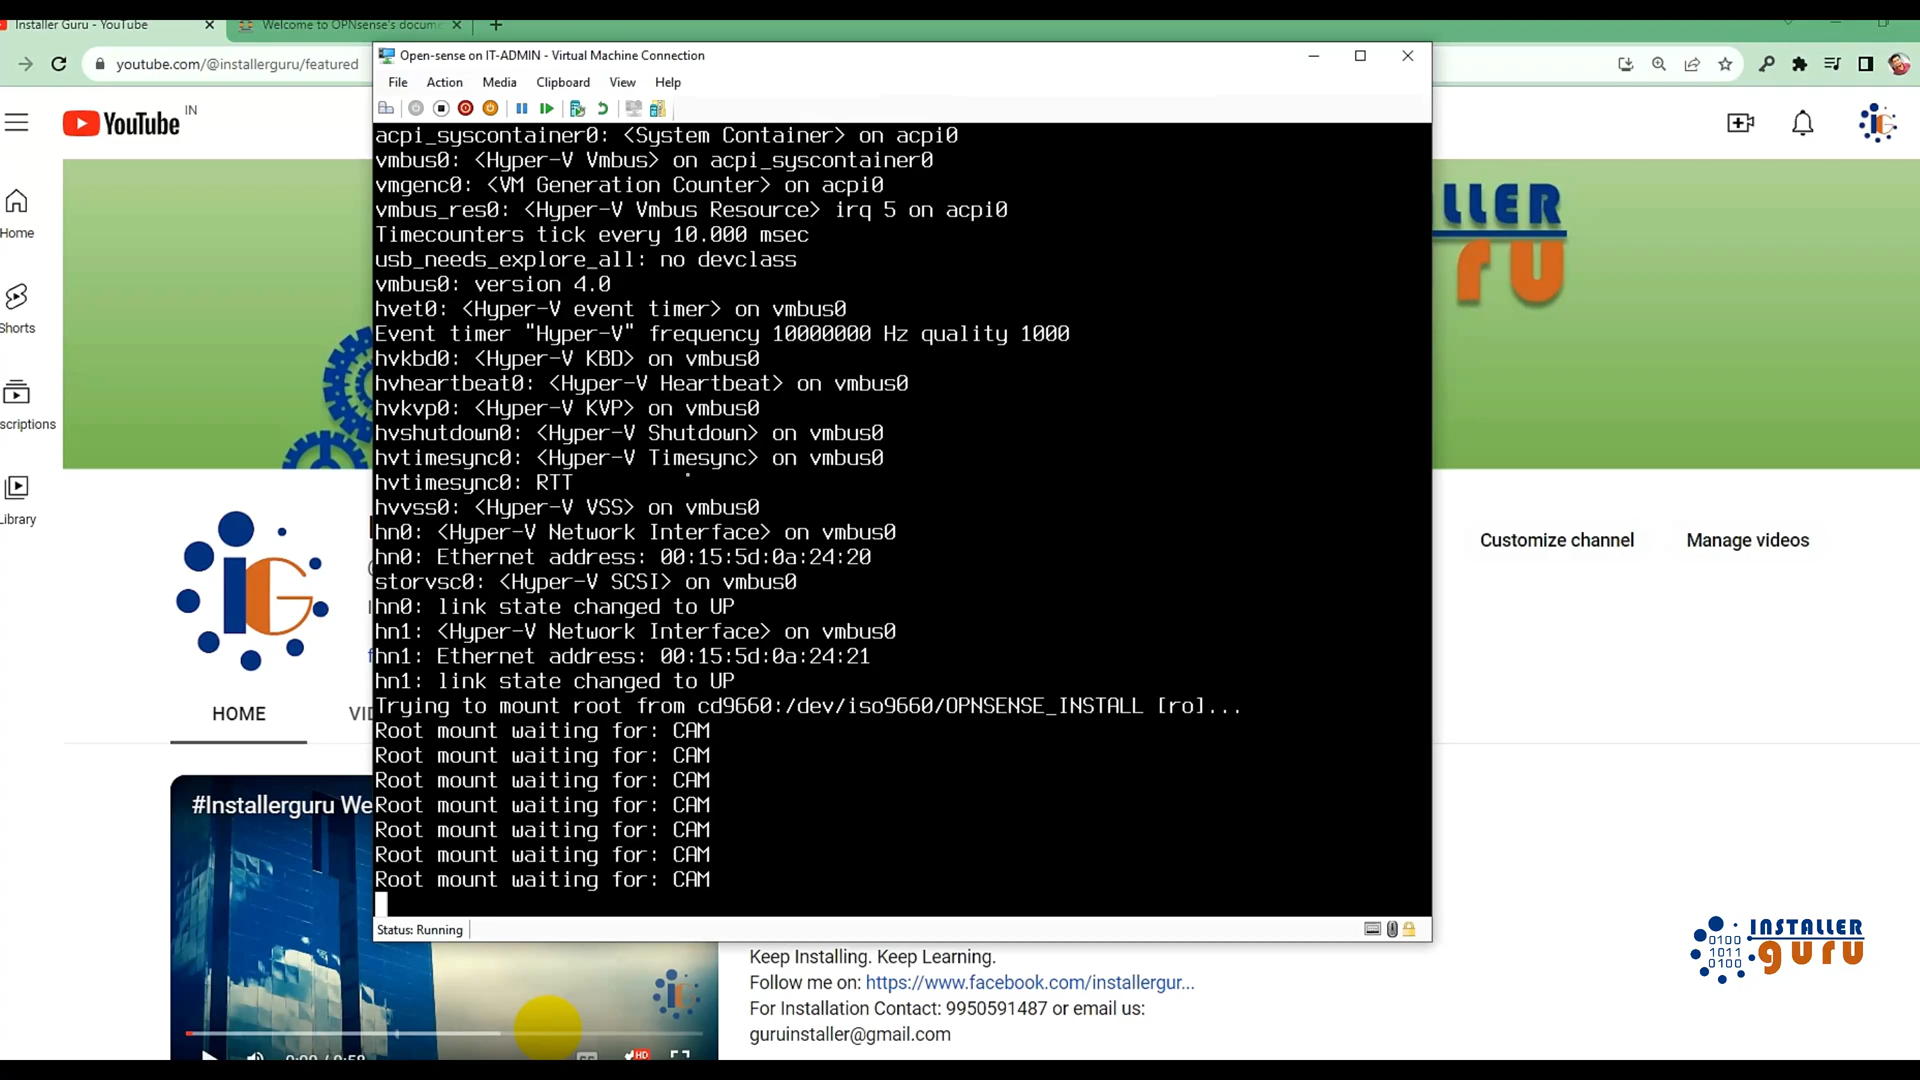 Installer Guru - YouTube
Welcome to OPNsense's docume
youtube.com/@installerguru/featured
YouTube
IN
Home
Shorts
scriptions
Library
Open-sense on IT-ADMIN - Virtual Machine Connection
File Action Media Clipboard View Help
acpi_syscontainer0: <System Container> on acpi0
vmbus0: <Hyper-V Vmbus> on acpi_syscontainer0
vmgenc0: <VM Generation Counter> on acpi0
vmbus_res0: <Hyper-V Vmbus Resource> irq 5 on acpi0
Timecounters tick every 10.000 msec
usb_needs_explore_all: no devclass
vmbus0: version 4.0
hvet0: <Hyper-V event timer> on vmbus0
Event timer "Hyper-V" frequency 10000000 Hz quality 1000
hvkbd0: <Hyper-V KBD> on vmbus0
hvheartbeat0: <Hyper-V Heartbeat> on vmbus0
hvkvp0: <Hyper-V KVP> on vmbus0
hvshutdown0: <Hyper-V Shutdown> on vmbus0
hvtimesync0: <Hyper-V Timesync> on vmbus0
hvtimesync0: RTT
hvvss0: <Hyper-V VSS> on vmbus0
hn0: <Hyper-V Network Interface> on vmbus0
hn0: Ethernet address: 00:15:5d:0a:24:20
storvsc0: <Hyper-V SCSI> on vmbus0
hn0: link state changed to UP
hn1: <Hyper-V Network Interface> on vmbus0
hn1: Ethernet address: 00:15:5d:0a:24:21
hn1: link state changed to UP
Trying to mount root from cd9660:/dev/iso9660/OPNSENSE_INSTALL [ro]...
Root mount waiting for: CAM
Root mount waiting for: CAM
Root mount waiting for: CAM
Root mount waiting for: CAM
Root mount waiting for: CAM
Root mount waiting for: CAM
Root mount waiting for: CAM
Status: Running
LLER
rU
iG
Customize channel
Manage videos
HOME
VI
#Installerguru We
HD
Keep Installing. Keep Learning.
Follow me on: https://www.facebook.com/installergur...
For Installation Contact: 9950591487 or email us:
guruinstaller@gmail.com
0100
1011
0100
INSTALLER
guru